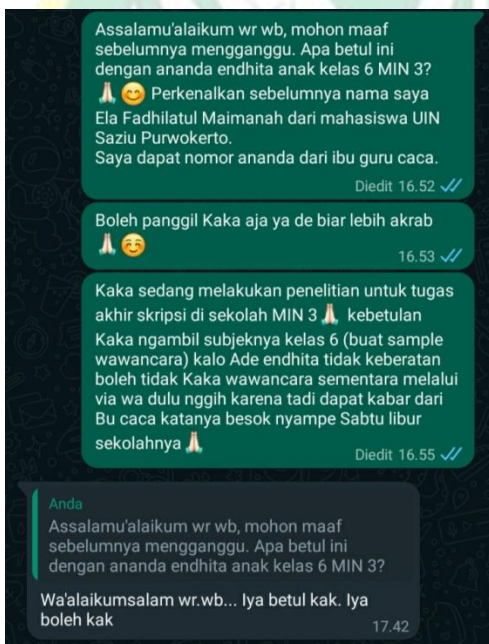 Assalamu'alaikum wr wb, mohon maaf
sebelumnya mengganggu. Apa betul ini
dengan ananda endhita anak kelas 6 MIN 3?
🙏🏻 😊 Perkenalkan sebelumnya nama saya
Ela Fadhilatul Maimanah dari mahasiswa UIN
Saziu Purwokerto.
Saya dapat nomor ananda dari ibu guru caca.
Diedit 16.52
Boleh panggil Kaka aja ya de biar lebih akrab
🙏🏻 ☺️
16.53
Kaka sedang melakukan penelitian untuk tugas
akhir skripsi di sekolah MIN 3 🙏🏻 kebetulan
Kaka ngambil subjeknya kelas 6 (buat sample
wawancara) kalo Ade endhita tidak keberatan
boleh tidak Kaka wawancara sementara melalui
via wa dulu nggih karena tadi dapat kabar dari
Bu caca katanya besok nyampe Sabtu libur
sekolahnya 🙏🏻
Diedit 16.55
Anda
Assalamu'alaikum wr wb, mohon maaf
sebelumnya mengganggu. Apa betul ini
dengan ananda endhita anak kelas 6 MIN 3?
Wa'alaikumsalam wr.wb... Iya betul kak. Iya
boleh kak
17.42